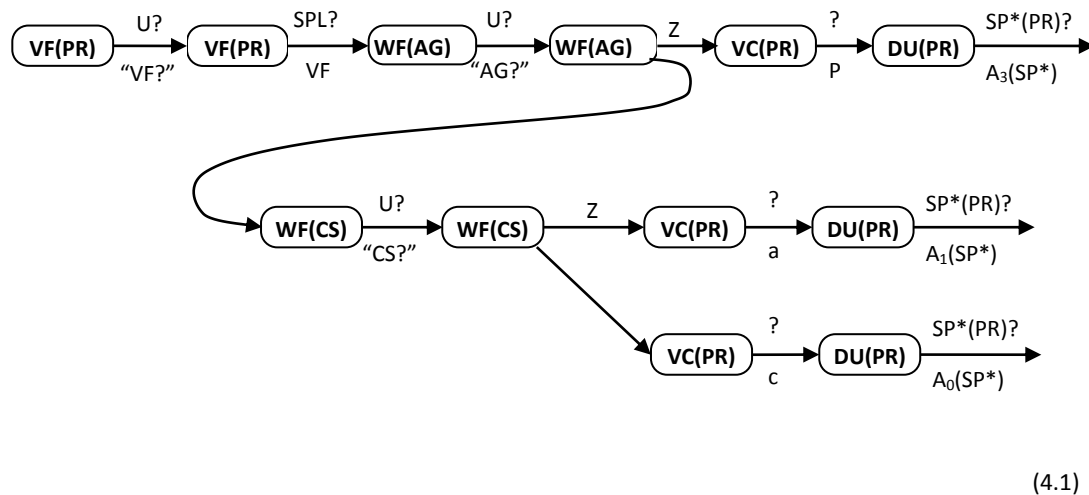 U? SPL? U? Z ? SP*(PR)?
VF(PR) VF(PR) WF(AG) WF(AG) VC(PR) DU(PR)
“VF?” VF “AG?” P A₃(SP*)
U? Z ? SP*(PR)?
WF(CS) WF(CS) VC(PR) DU(PR)
“CS?” a A₁(SP*)
? SP*(PR)?
VC(PR) DU(PR)
c A₀(SP*)
(4.1)